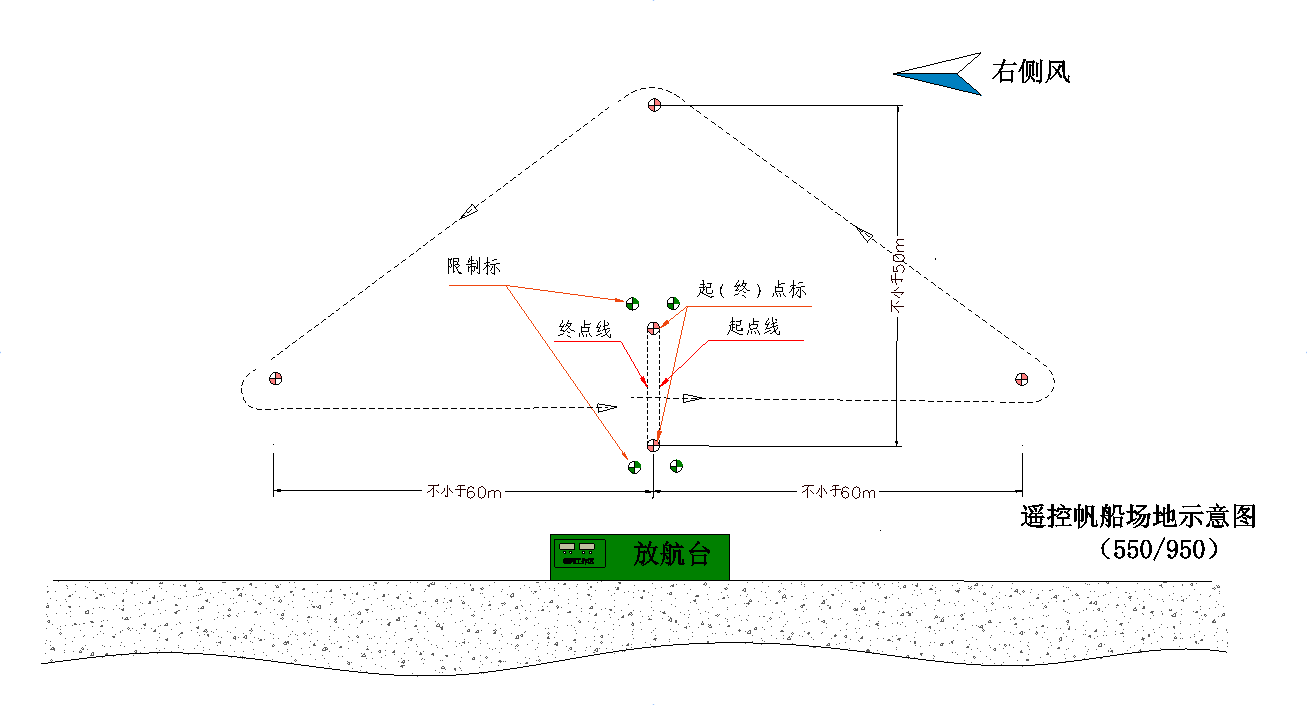 右侧风
不小于50m
限制标
起(终)点标
终点线
起点线
不小于60m
不小于60m
遥控帆船场地示意图
（550/950）
放航台